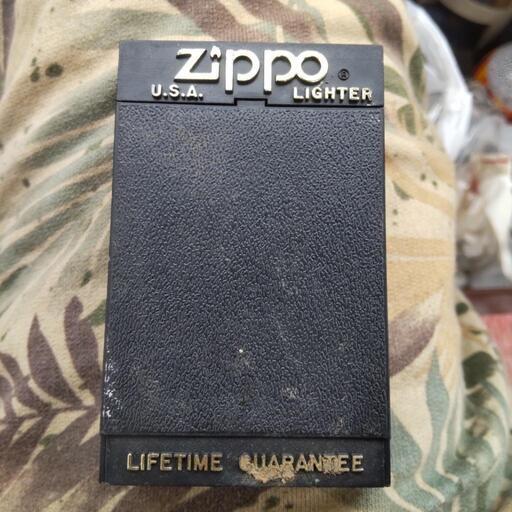 Zippo ®
U.S.A. LIGHTER
LIFETIME GUARANTEE